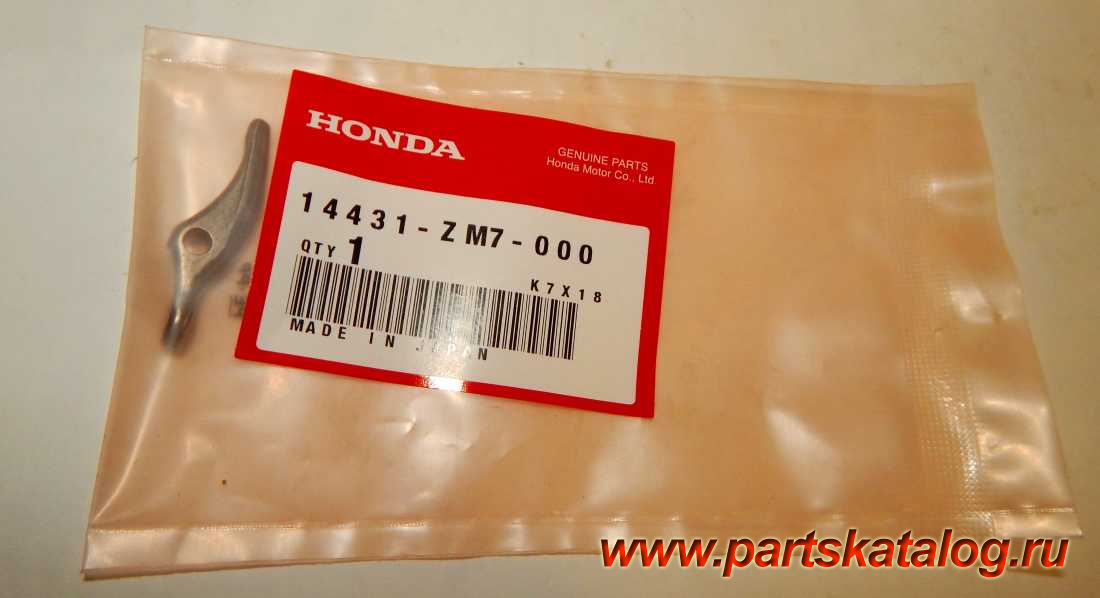 HONDA
GENUINE PARTS
Honda Motor Co., Ltd.
14431-ZM7-000
QTY 1
K7X18
MADE IN JAPAN
www.partskatalog.ru